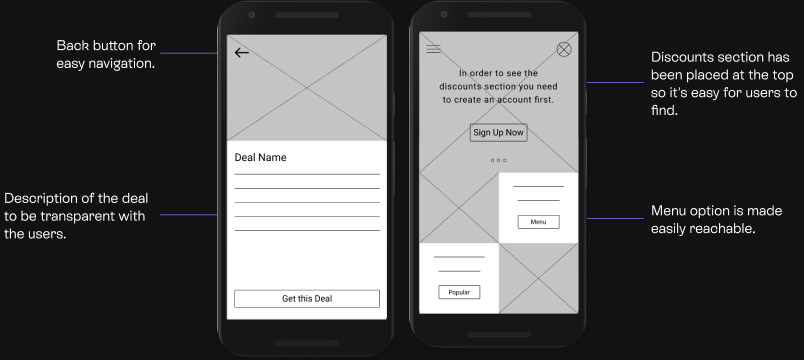 Back button for
easy navigation.
Description of the deal
to be transparent with
the users.
Deal Name
Get this Deal
In order to see the
discounts section you need
to create an account first.
Sign Up Now
Menu
Popular
Discounts section has
been placed at the top
so it's easy for users to
find.
Menu option is made
easily reachable.